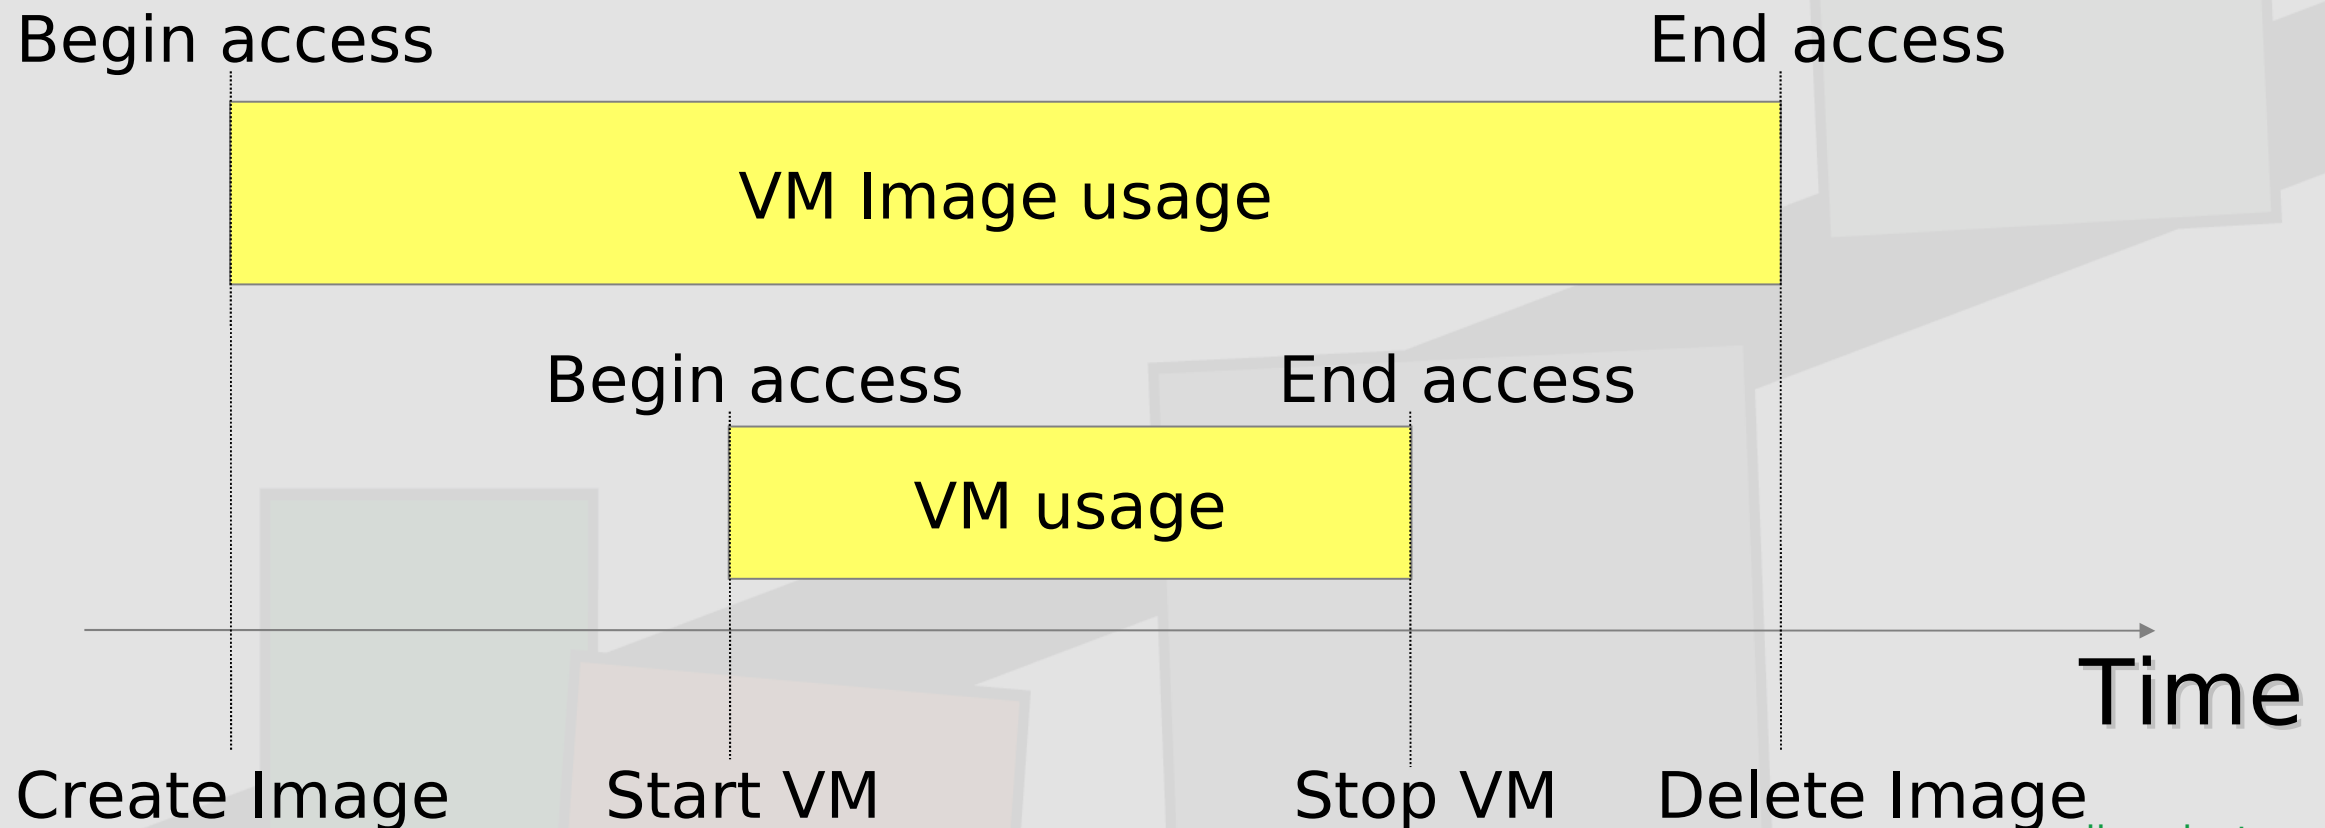 Begin access
End access
VM Image usage
Begin access
End access
VM usage
Time
Create Image
Start VM
Stop VM
Delete Image